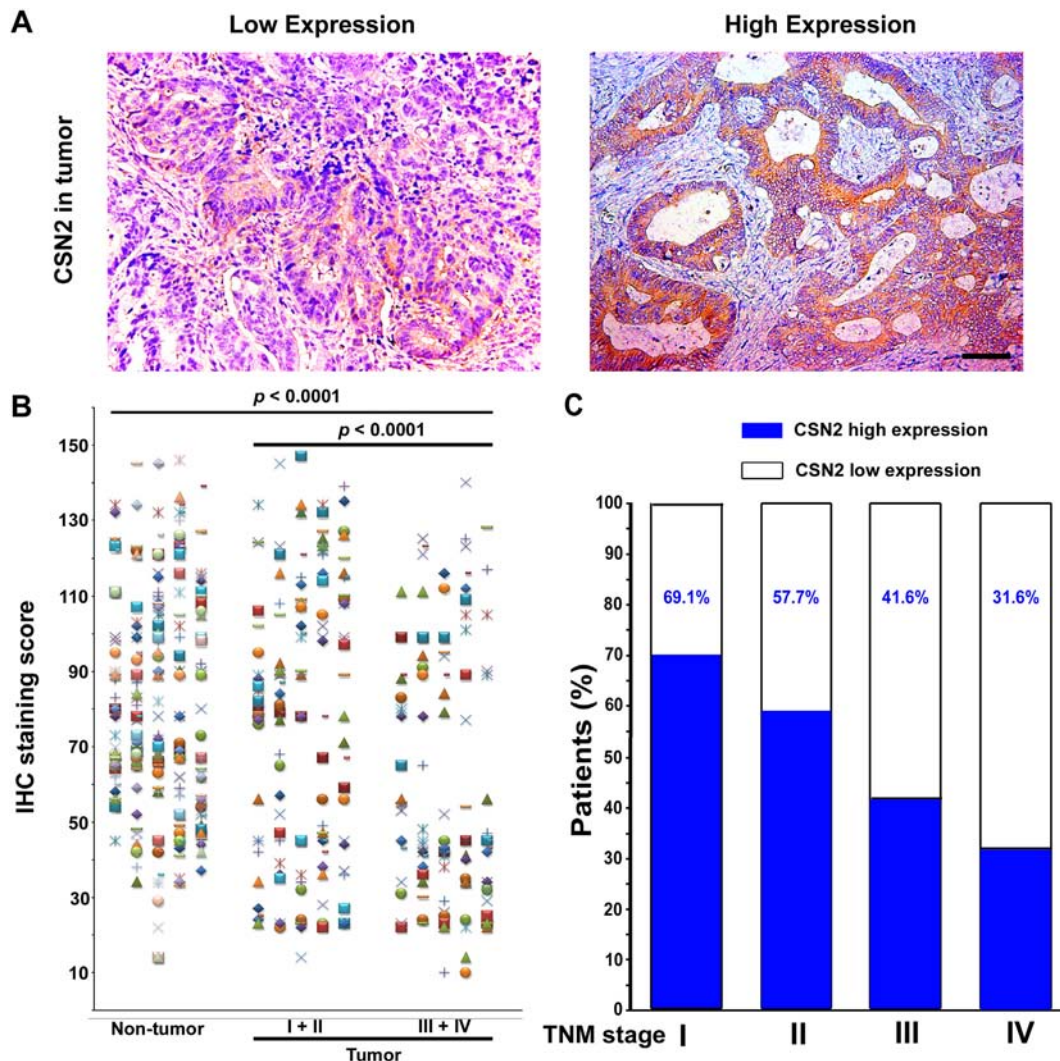 A
Low Expression
High Expression
CSN2 in tumor
B
p < 0.0001
p < 0.0001
IHC staining score
150
130
110
90
70
50
30
10
Non-tumor
I + II
III + IV
Tumor
C
CSN2 high expression
CSN2 low expression
Patients (%)
100
90
80
70
60
50
40
30
20
10
0
69.1%
57.7%
41.6%
31.6%
TNM stage I II III IV